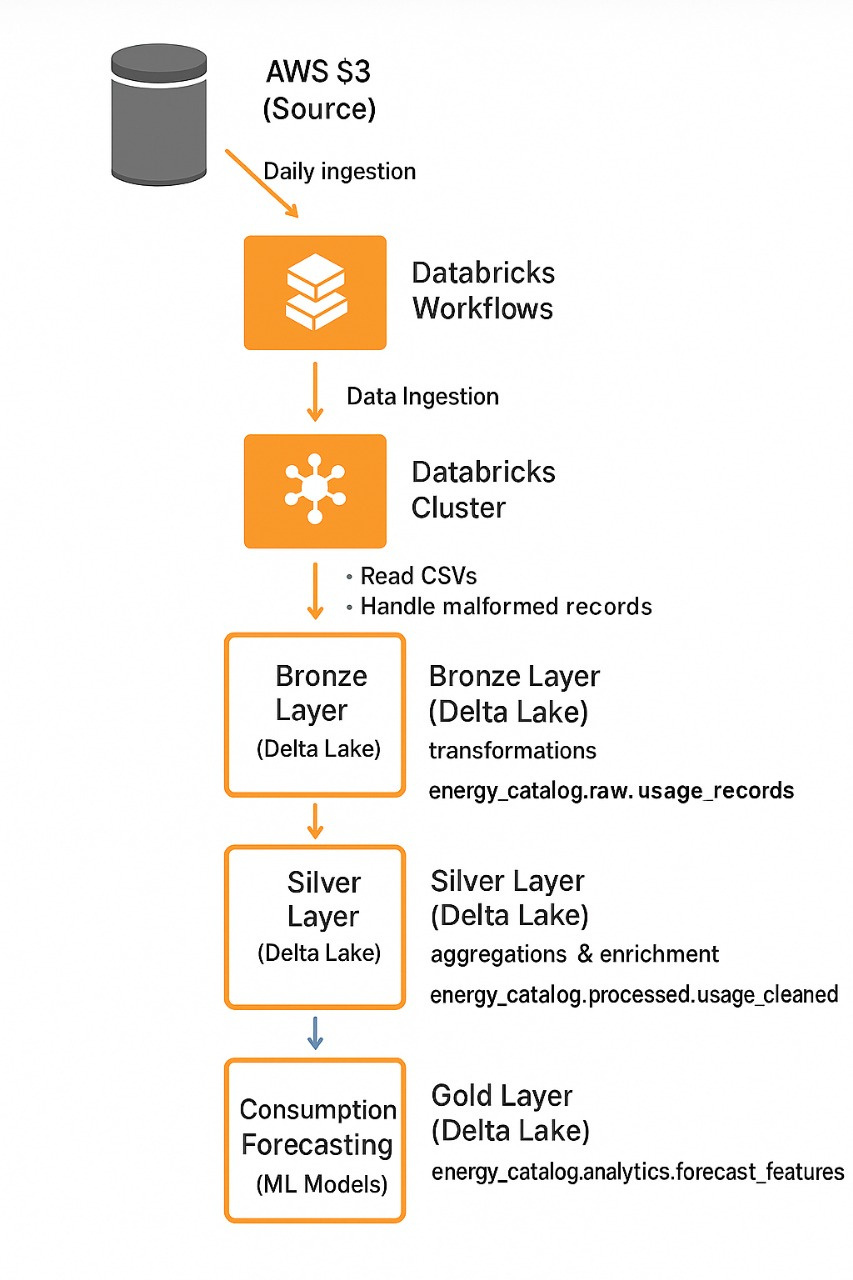 AWS $3
(Source)
Daily ingestion
Databricks
Workflows
Data Ingestion
Databricks
Cluster
• Read CSVs
• Handle malformed records
Bronze
Layer
(Delta Lake)
Bronze Layer
(Delta Lake)
transformations
energy_catalog.raw. usage_records
Silver
Layer
(Delta Lake)
Silver Layer
(Delta Lake)
aggregations & enrichment
energy_catalog.processed.usage_cleaned
Consumption
Forecasting
(ML Models)
Gold Layer
(Delta Lake)
energy_catalog.analytics.forecast_features